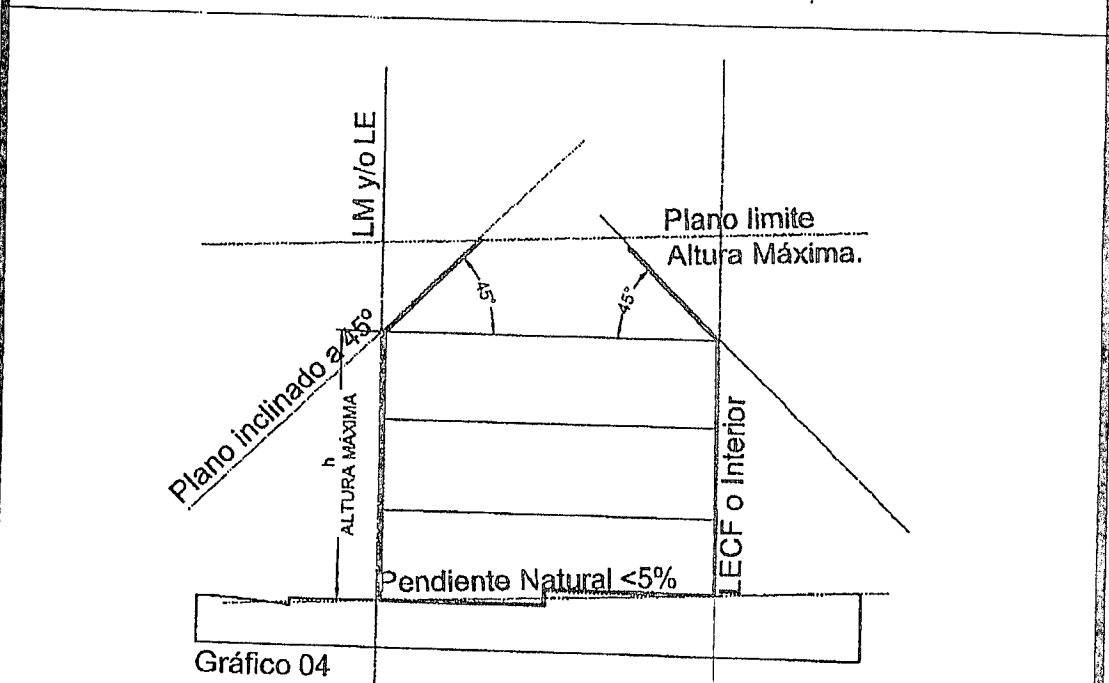 LM y/o LE
Plano limite
Altura Máxima.
45°
45°
Plano inclinado a 45º
h
ALTURA MÁXIMA
LECF o Interior
Pendiente Natural <5%
Gráfico 04